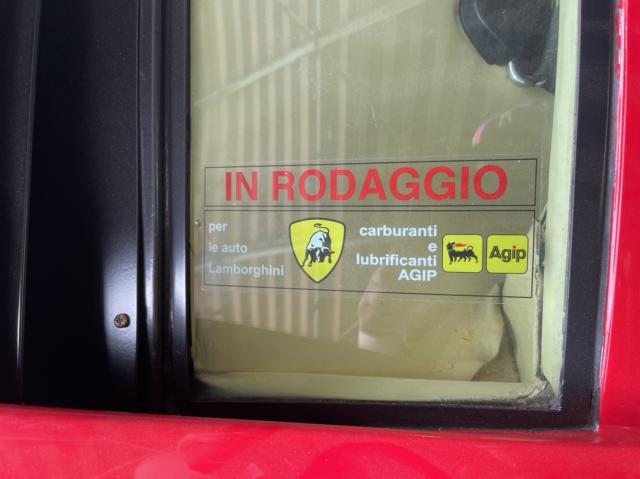 IN RODAGGIO
per
le auto
Lamborghini
carburanti
e
lubrificanti
AGIP
Agip